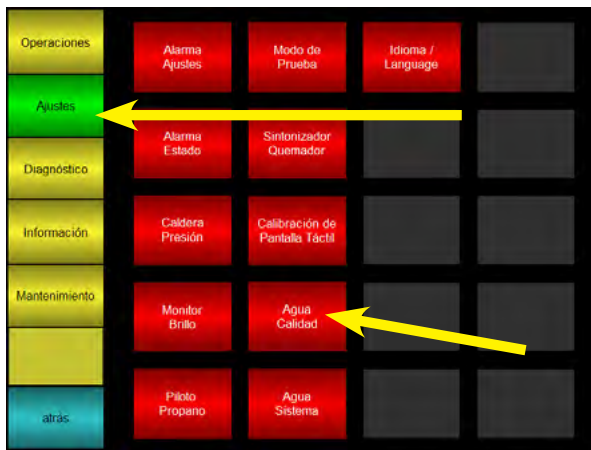 Operaciones
Ajustes
Diagnóstico
Información
Mantenimiento
atrás
Alarma
Ajustes
Modo de
Prueba
Idioma /
Language
Alarma
Estado
Sintonizador
Quemador
Caldera
Presión
Calibración de
Pantalla Táctil
Monitor
Brillo
Agua
Calidad
Piloto
Propano
Agua
Sistema